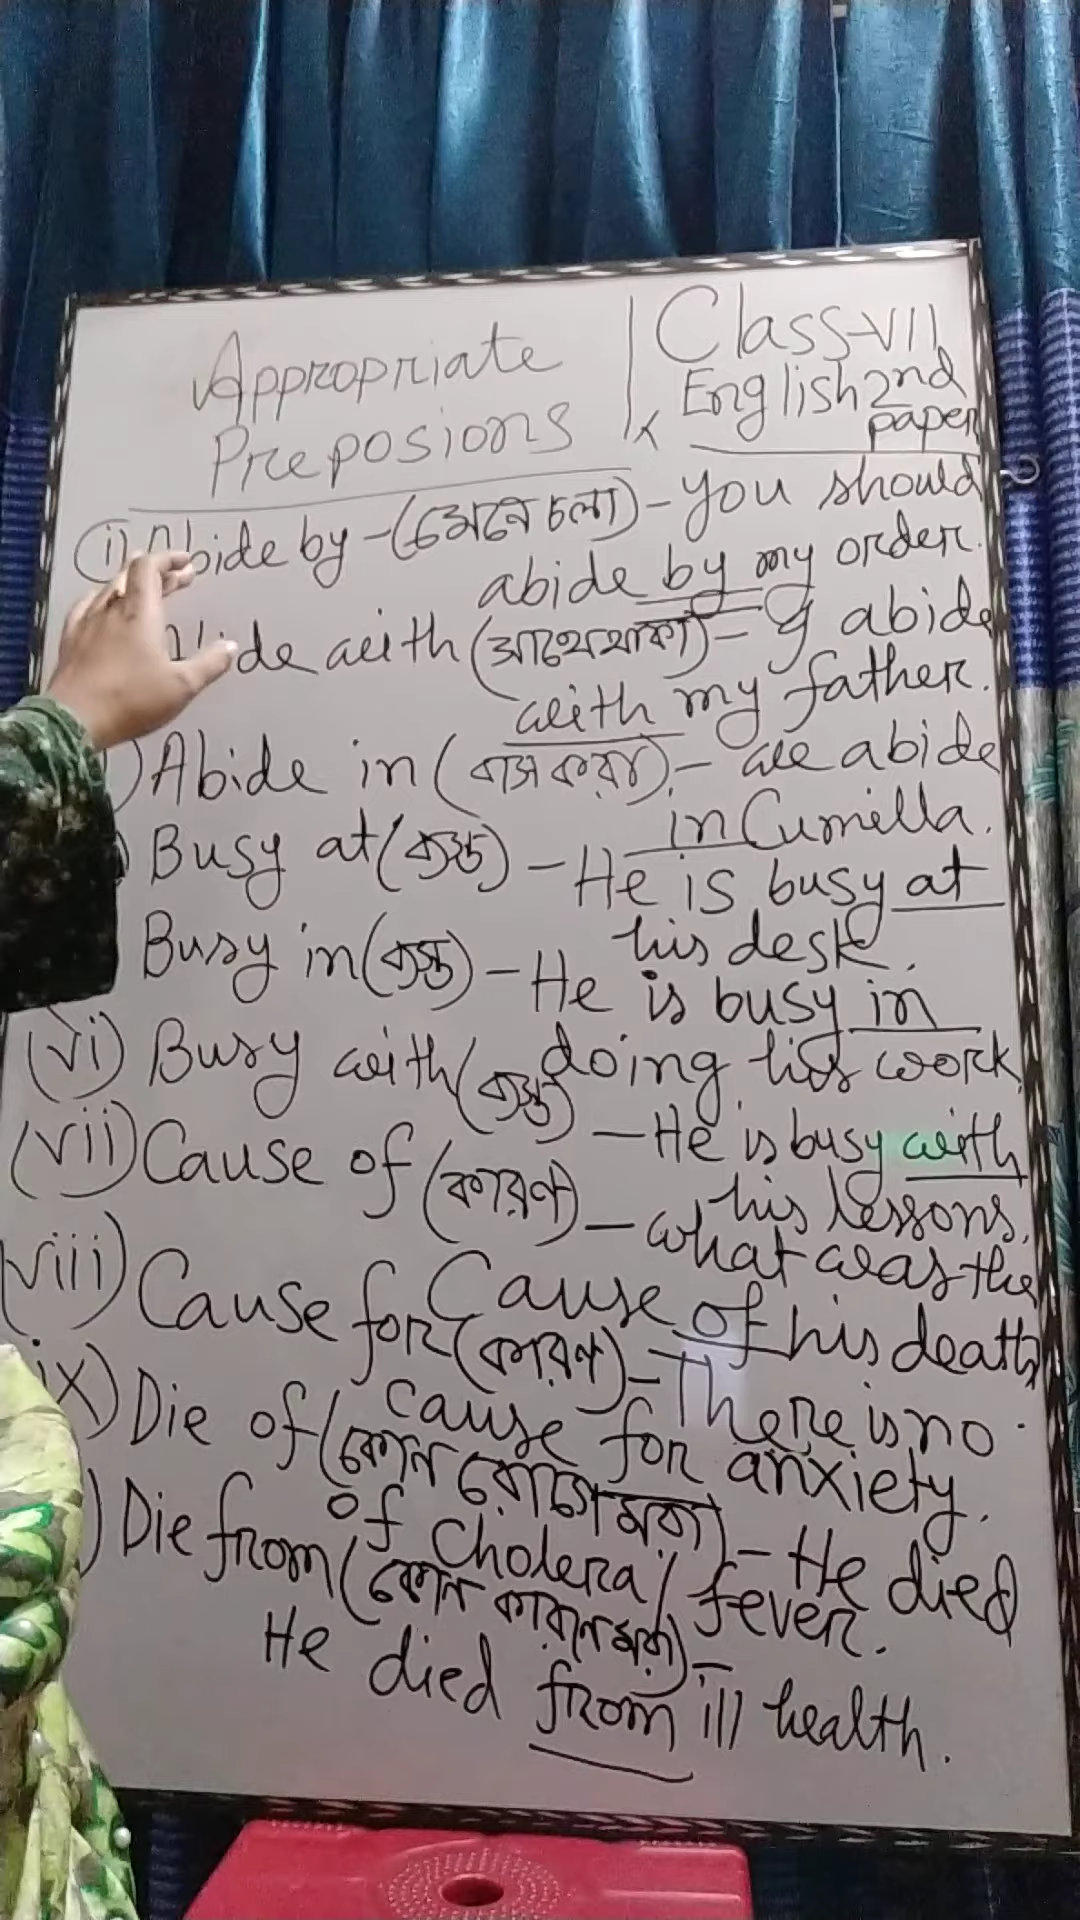 Appropriate
Preposions
Class-VII
English 2nd
paper
(i) Abide by - (মেনে চলা) - You should
abide by my order.
Abide with (সাথে থাকা) - I abide
with my father.
) Abide in (বাস করা) - we abide
in Cumilla.
) Busy at (ব্যস্ত) - He is busy at
his desk.
Busy in (ব্যস্ত) - He is busy in
doing his work.
(vi) Busy with (ব্যস্ত) - He is busy with
his lessons.
(vii) Cause of (কারণ) - what was the
Cause of his death
(viii) Cause for (কারণ) - There is no
cause for anxiety.
ix) Die of (কোন রোগে মরা) - He died
of Cholera / fever.
) Die from (কোন কারণে মরা) -
He died from ill health.